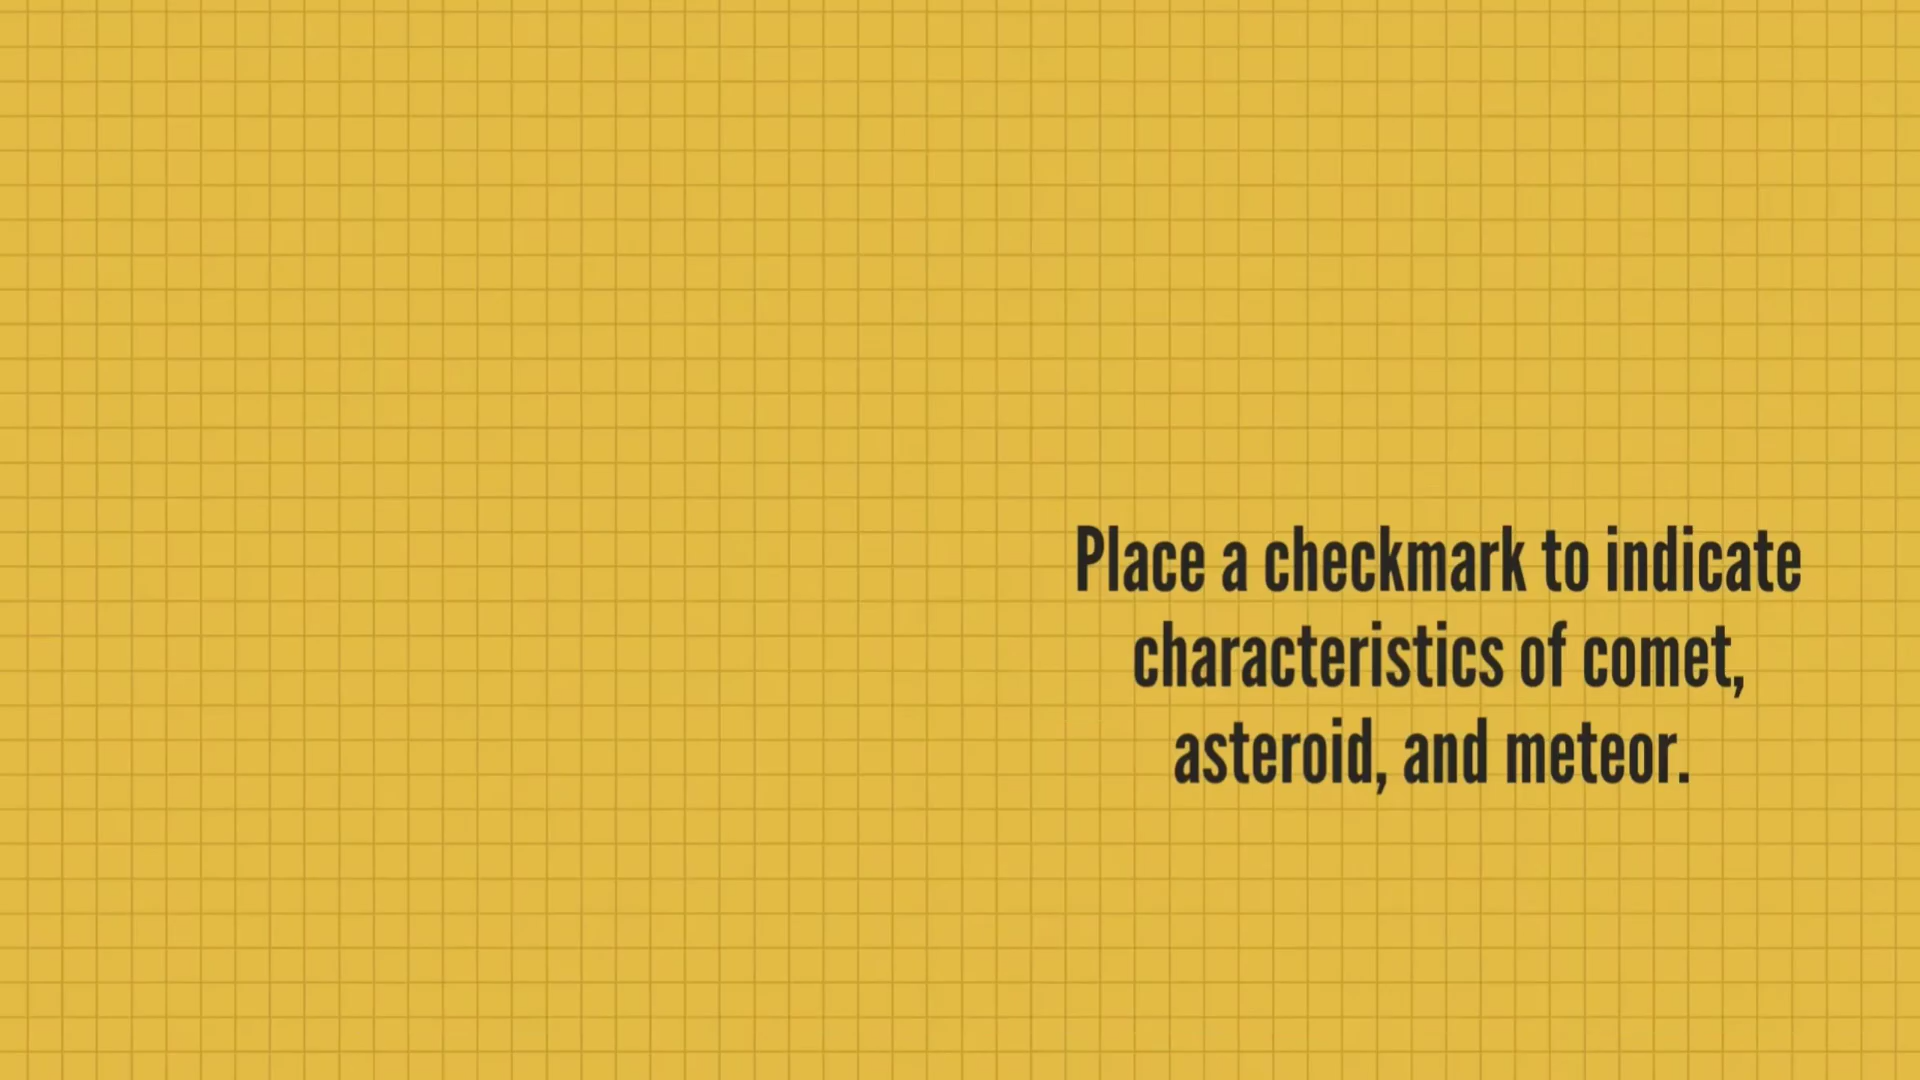 Place a checkmark to indicate
characteristics of comet,
asteroid, and meteor.